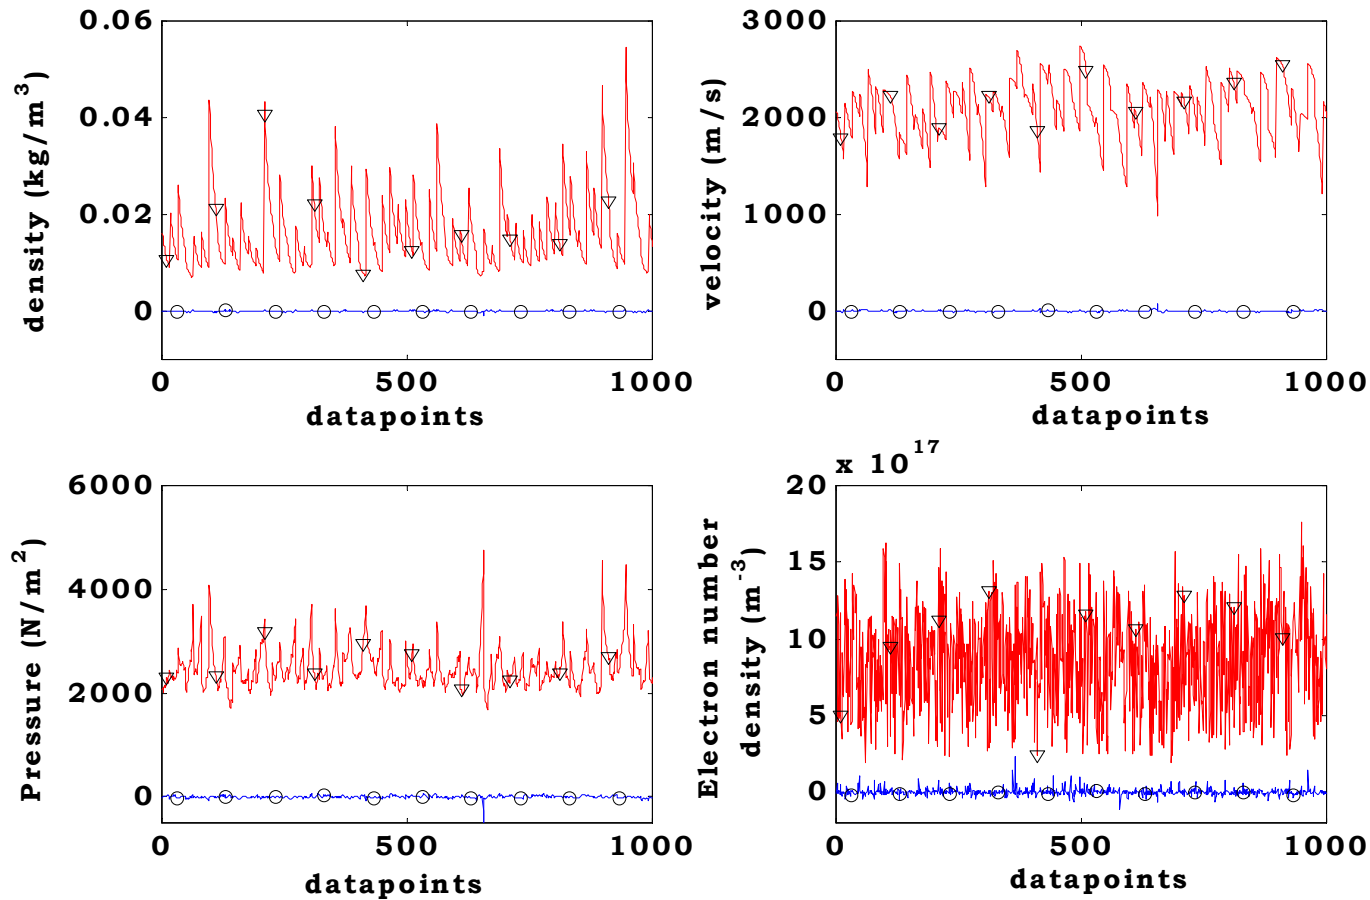 0.06
0.04
0.02
0
density (kg/m³)
0 500 1000
datapoints
3000
2000
1000
0
velocity (m/s)
0 500 1000
datapoints
6000
4000
2000
0
Pressure (N/m²)
0 500 1000
datapoints
x 10¹⁷
20
15
10
5
0
Electron number
density (m⁻³)
0 500 1000
datapoints